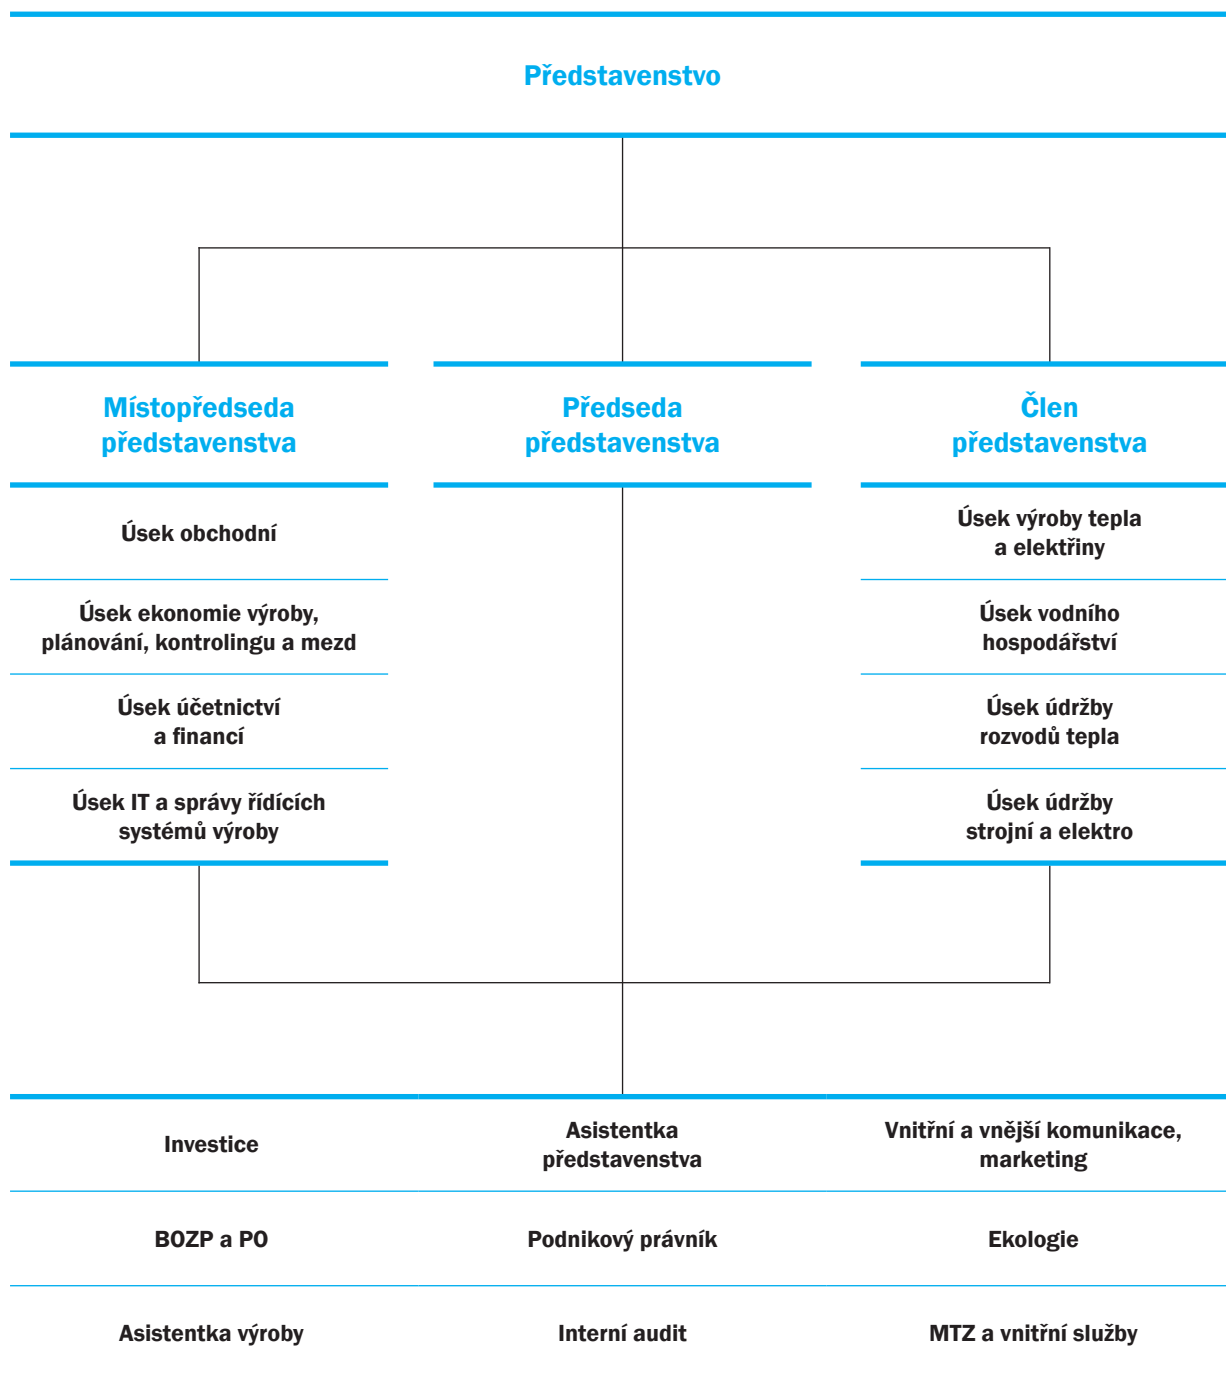 Představenstvo
Místopředseda
představenstva
Předseda
představenstva
Člen
představenstva
Úsek obchodní
Úsek ekonomie výroby,
plánování, kontrolingu a mezd
Úsek účetnictví
a financí
Úsek IT a správy řídících
systémů výroby
Úsek výroby tepla
a elektřiny
Úsek vodního
hospodářství
Úsek údržby
rozvodů tepla
Úsek údržby
strojní a elektro
Investice
Asistentka
představenstva
Vnitřní a vnější komunikace,
marketing
BOZP a PO
Podnikový právník
Ekologie
Asistentka výroby
Interní audit
MTZ a vnitřní služby